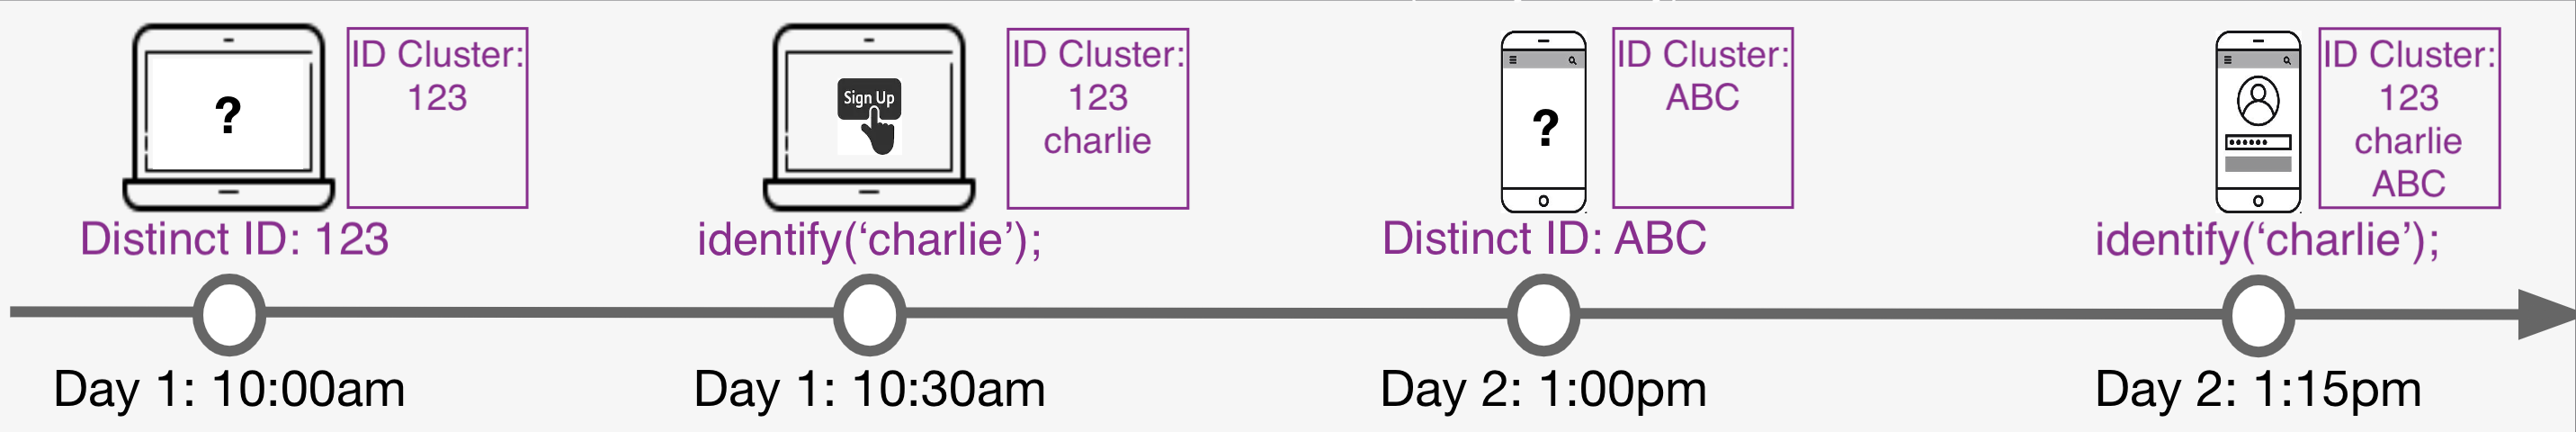 ID Cluster:
123
?
Distinct ID: 123
Day 1: 10:00am
Sign Up
ID Cluster:
123
charlie
identify(‘charlie’);
Day 1: 10:30am
ID Cluster:
ABC
?
Distinct ID: ABC
Day 2: 1:00pm
ID Cluster:
123
charlie
ABC
identify(‘charlie’);
Day 2: 1:15pm